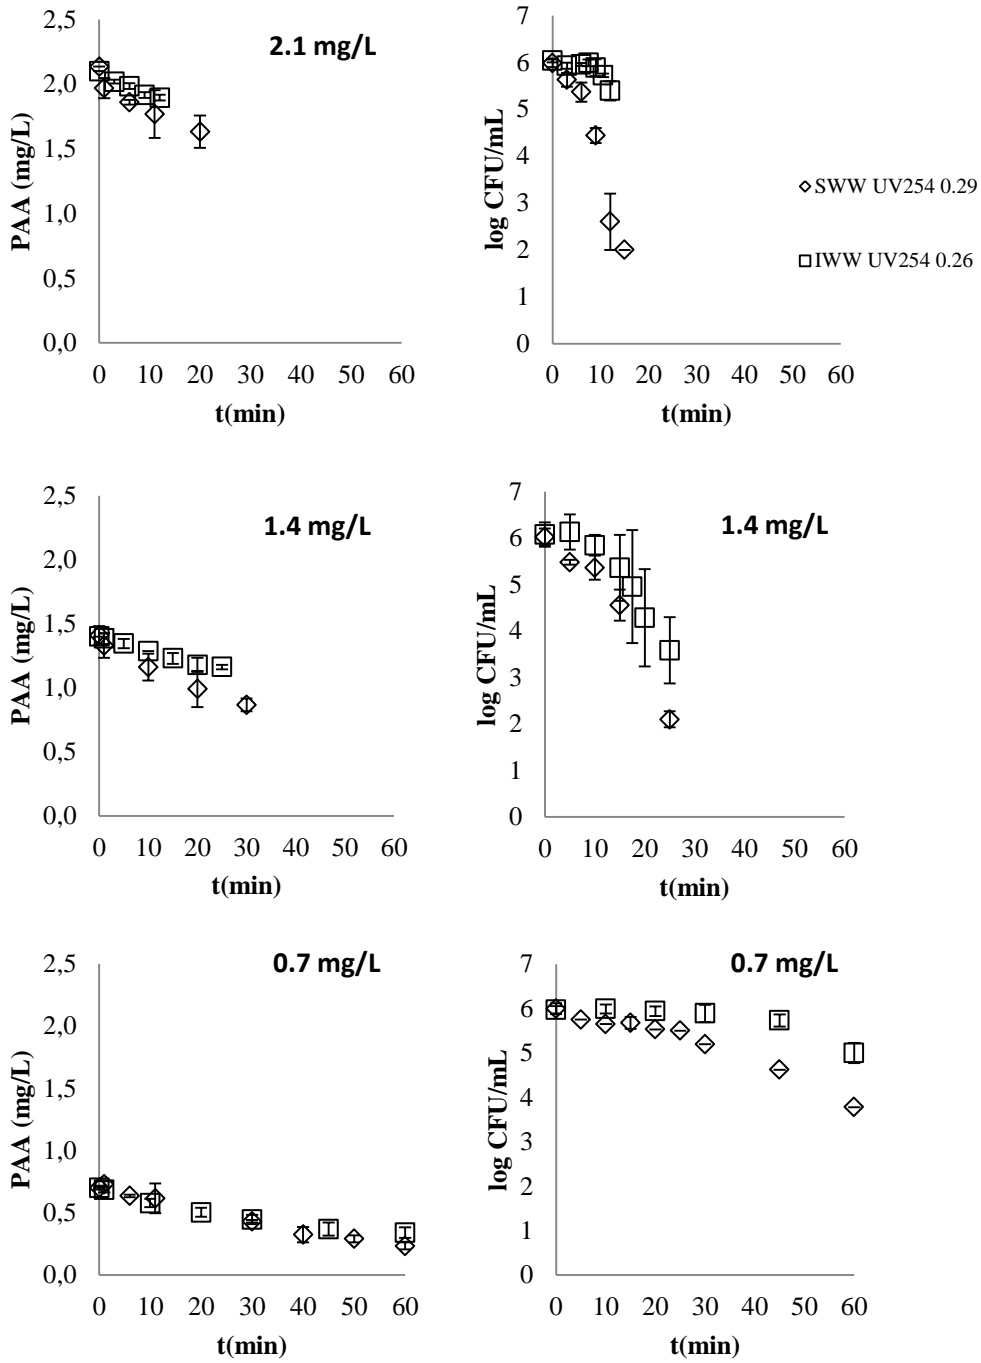 2.1 mg/L
PAA (mg/L)
2,5
2,0
1,5
1,0
0,5
0,0
0 10 20 30 40 50 60
t(min)
log CFU/mL
7
6
5
4
3
2
1
0
0 10 20 30 40 50 60
t(min)
SWW UV254 0.29
IWW UV254 0.26
1.4 mg/L
PAA (mg/L)
2,5
2,0
1,5
1,0
0,5
0,0
0 10 20 30 40 50 60
t(min)
1.4 mg/L
log CFU/mL
7
6
5
4
3
2
1
0
0 10 20 30 40 50 60
t(min)
0.7 mg/L
PAA (mg/L)
2,5
2,0
1,5
1,0
0,5
0,0
0 10 20 30 40 50 60
t(min)
0.7 mg/L
log CFU/mL
7
6
5
4
3
2
1
0
0 10 20 30 40 50 60
t(min)